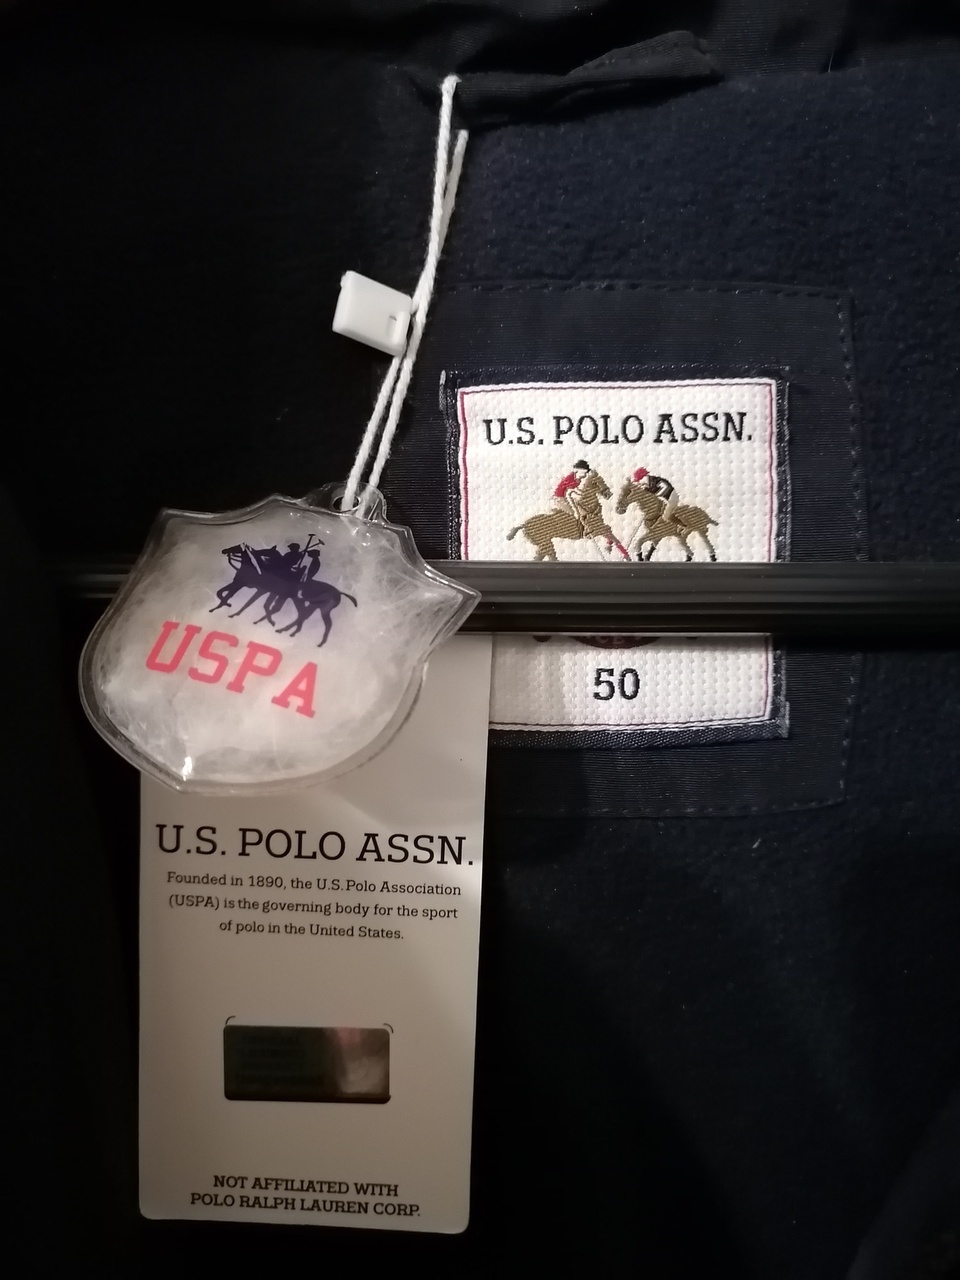 U.S. POLO ASSN.
50
USPA
U.S. POLO ASSN.
Founded in 1890, the U.S. Polo Association
(USPA) is the governing body for the sport
of polo in the United States.
NOT AFFILIATED WITH
POLO RALPH LAUREN CORP.